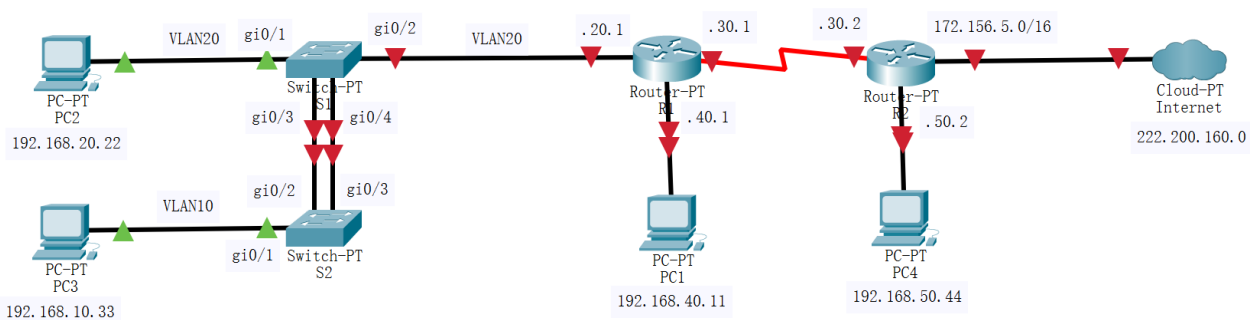 VLAN20
gi0/1
gi0/2
VLAN20
.20.1
.30.1
.30.2
172.156.5.0/16
PC-PT
PC2
192.168.20.22
Switch-PT
S1
Router-PT
R1
Router-PT
R2
Cloud-PT
Internet
222.200.160.0
gi0/3
gi0/4
.40.1
.50.2
gi0/2
gi0/3
VLAN10
gi0/1
PC-PT
PC3
192.168.10.33
Switch-PT
S2
PC-PT
PC1
192.168.40.11
PC-PT
PC4
192.168.50.44